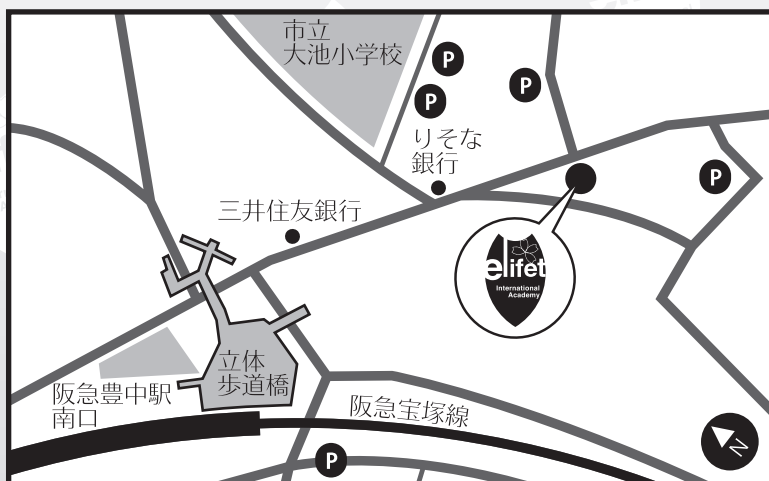 市立
大池小学校
P
P
P
りそな
銀行
P
三井住友銀行
elifet
International
Academy
立体
歩道橋
阪急豊中駅
南口
阪急宝塚線
P
N